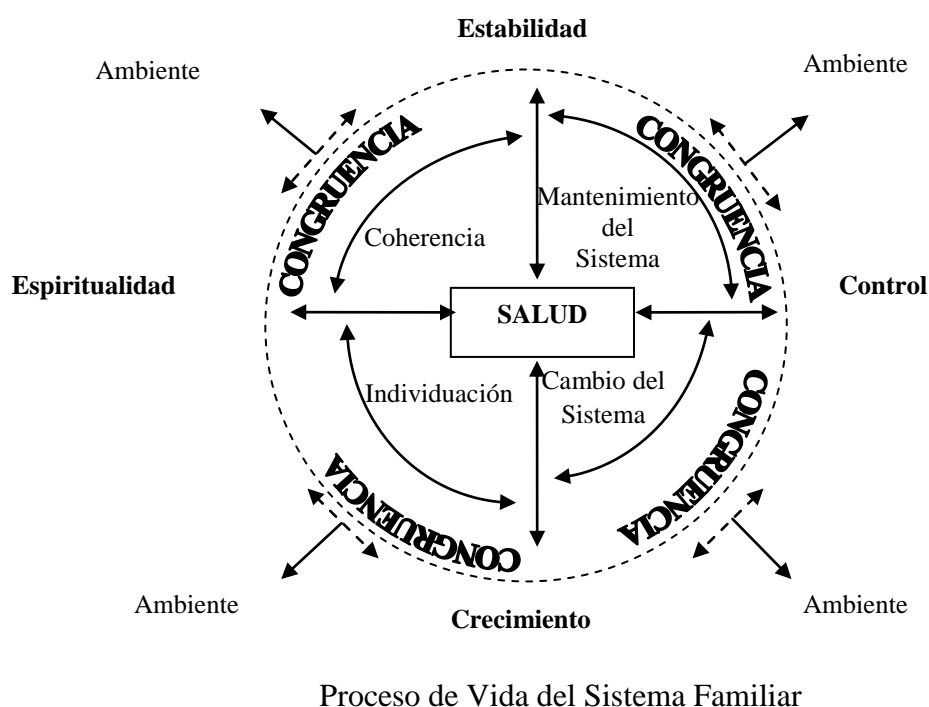 Estabilidad
Ambiente
Ambiente
CONGRUENCIA
CONGRUENCIA
Mantenimiento
del
Sistema
Coherencia
Espiritualidad
Control
SALUD
Individuación
Cambio del
Sistema
CONGRUENCIA
CONGRUENCIA
Ambiente
Ambiente
Crecimiento
Proceso de Vida del Sistema Familiar